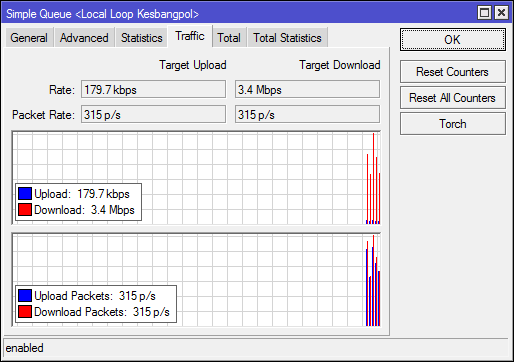 Simple Queue <Local Loop Kesbangpol>
General Advanced Statistics Traffic Total Total Statistics
OK
Reset Counters
Reset All Counters
Torch
Target Upload Target Download
Rate: 179.7 kbps 3.4 Mbps
Packet Rate: 315 p/s 315 p/s
Upload: 179.7 kbps
Download: 3.4 Mbps
Upload Packets: 315 p/s
Download Packets: 315 p/s
enabled